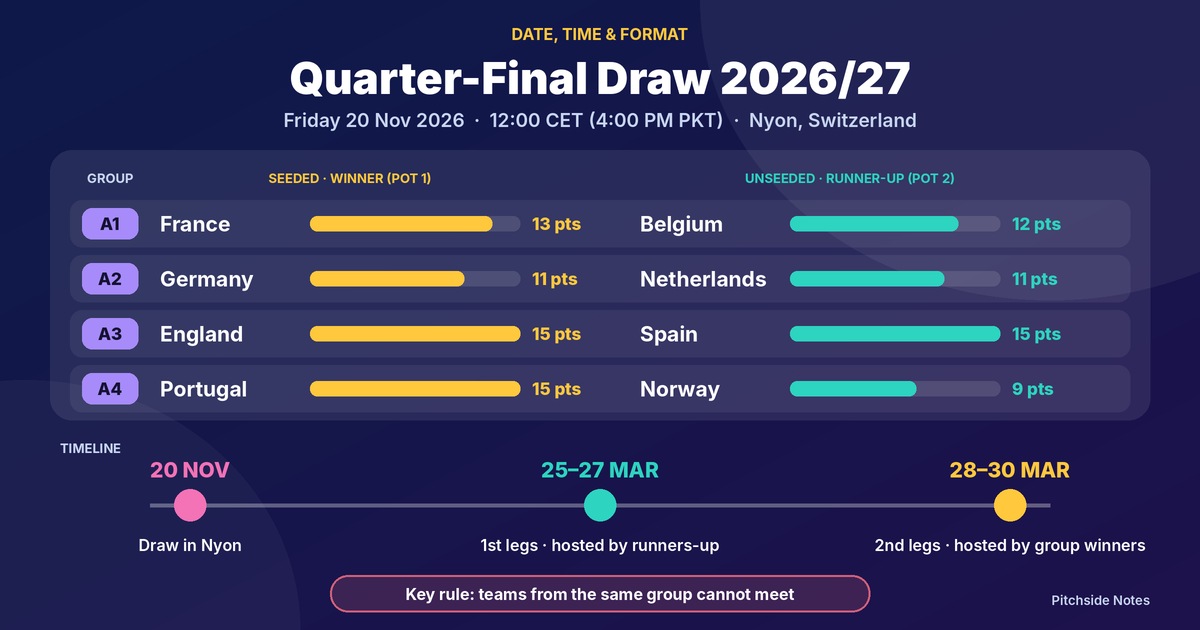 DATE, TIME & FORMAT
Quarter-Final Draw 2026/27
Friday 20 Nov 2026 · 12:00 CET (4:00 PM PKT) · Nyon, Switzerland
GROUP SEEDED · WINNER (POT 1) UNSEEDED · RUNNER-UP (POT 2)
A1 France 13 pts Belgium 12 pts
A2 Germany 11 pts Netherlands 11 pts
A3 England 15 pts Spain 15 pts
A4 Portugal 15 pts Norway 9 pts
TIMELINE
20 NOV 25–27 MAR 28–30 MAR
Draw in Nyon 1st legs · hosted by runners-up 2nd legs · hosted by group winners
Key rule: teams from the same group cannot meet
Pitchside Notes